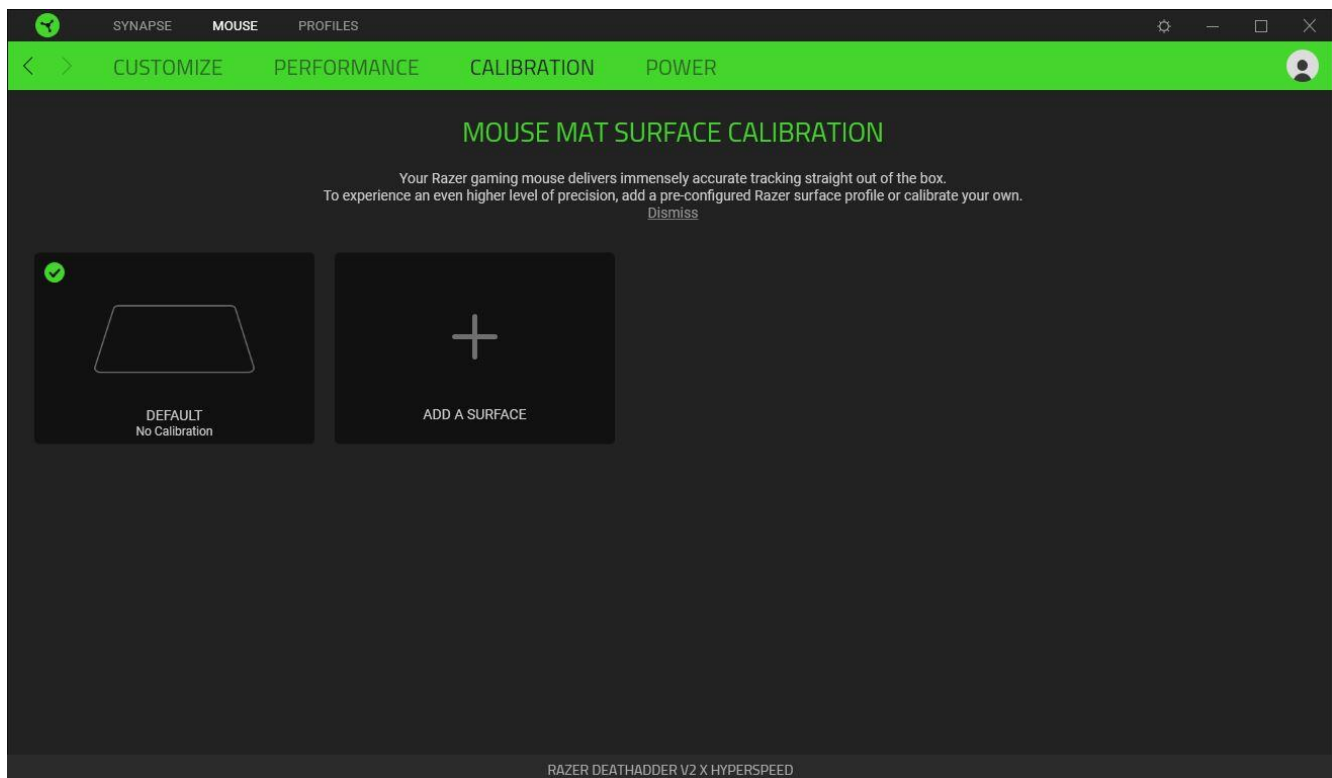 SYNAPSE MOUSE PROFILES
CUSTOMIZE PERFORMANCE CALIBRATION POWER
MOUSE MAT SURFACE CALIBRATION
Your Razer gaming mouse delivers immensely accurate tracking straight out of the box.
To experience an even higher level of precision, add a pre-configured Razer surface profile or calibrate your own.
Dismiss
DEFAULT
No Calibration
ADD A SURFACE
RAZER DEATHADDER V2 X HYPERSPEED